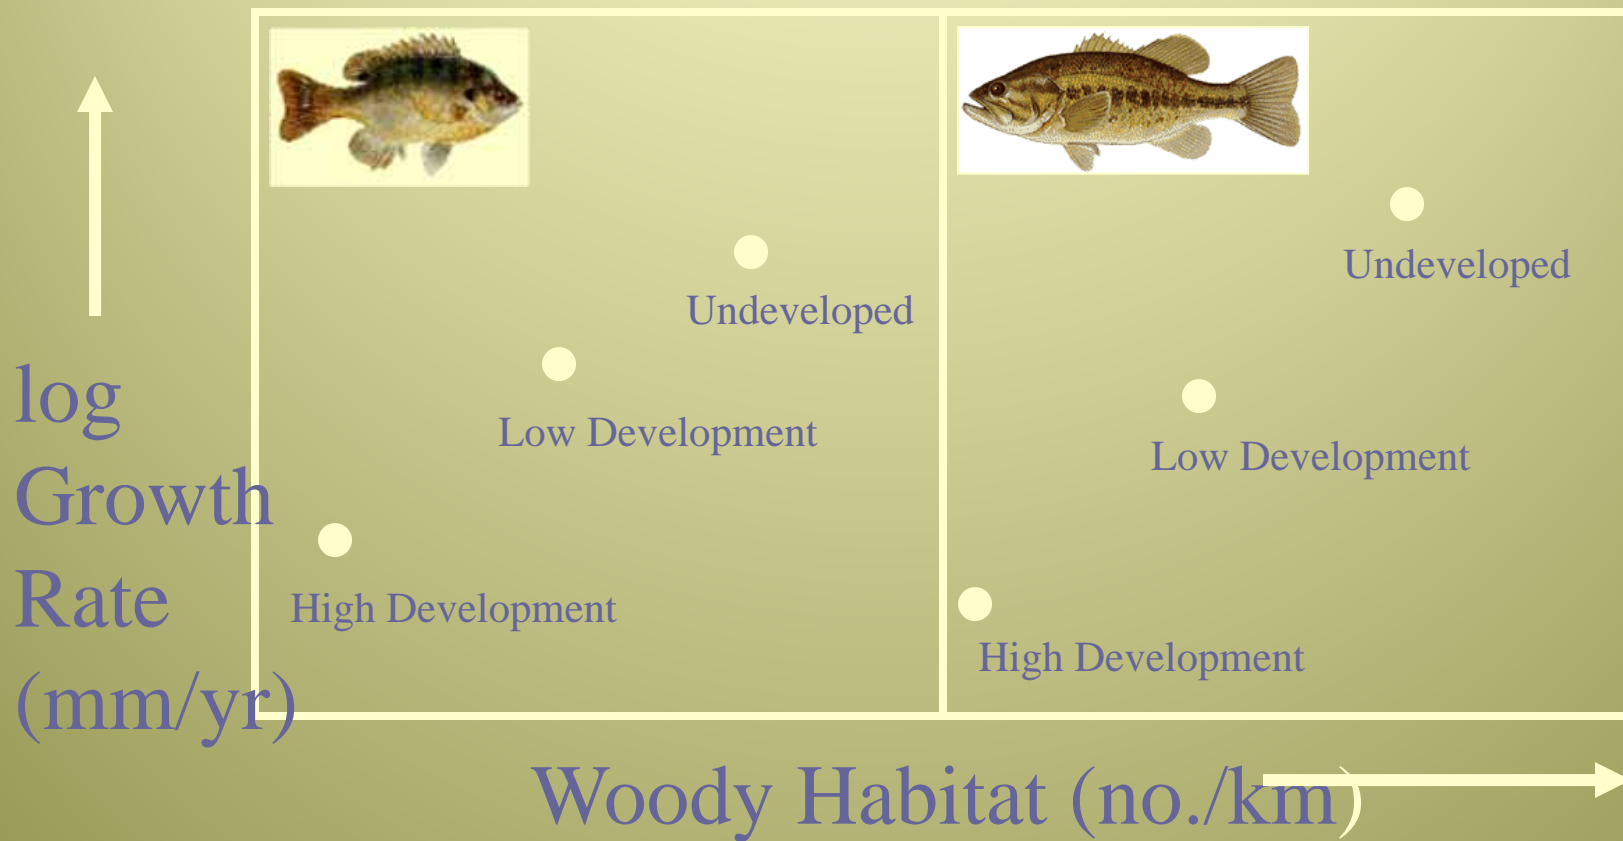 Undeveloped
Low Development
High Development
Undeveloped
Low Development
High Development
log
Growth
Rate
(mm/yr)
Woody Habitat (no./km)